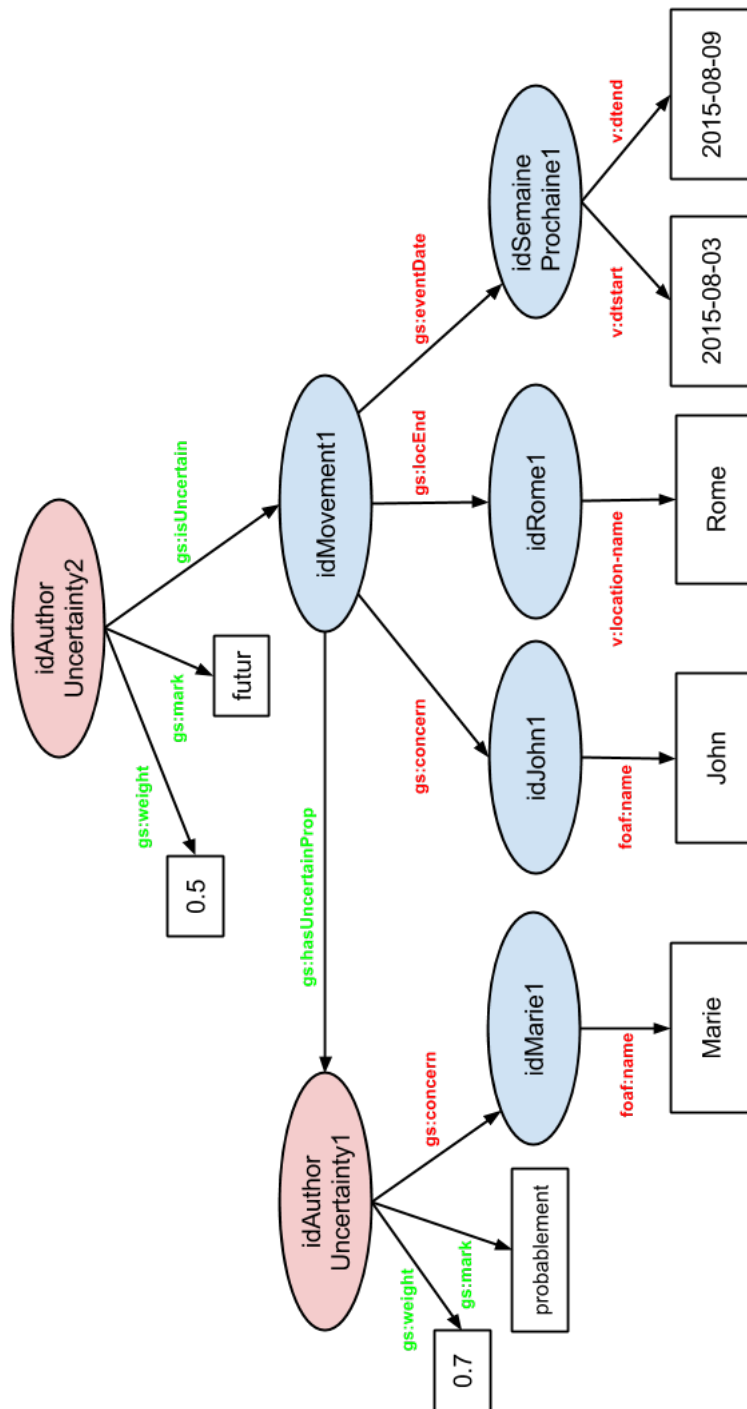 idAuthor
Uncertainty2
gs:weight
gs:mark
gs:isUncertain
0.5
futur
idAuthor
Uncertainty1
gs:hasUncertainProp
idMovement1
gs:weight
gs:mark
gs:concern
gs:concern
gs:locEnd
gs:eventDate
0.7
probablement
idMarie1
idJohn1
idRome1
idSemaine
Prochaine1
foaf:name
foaf:name
v:location-name
v:dtstart
v:dtend
Marie
John
Rome
2015-08-03
2015-08-09